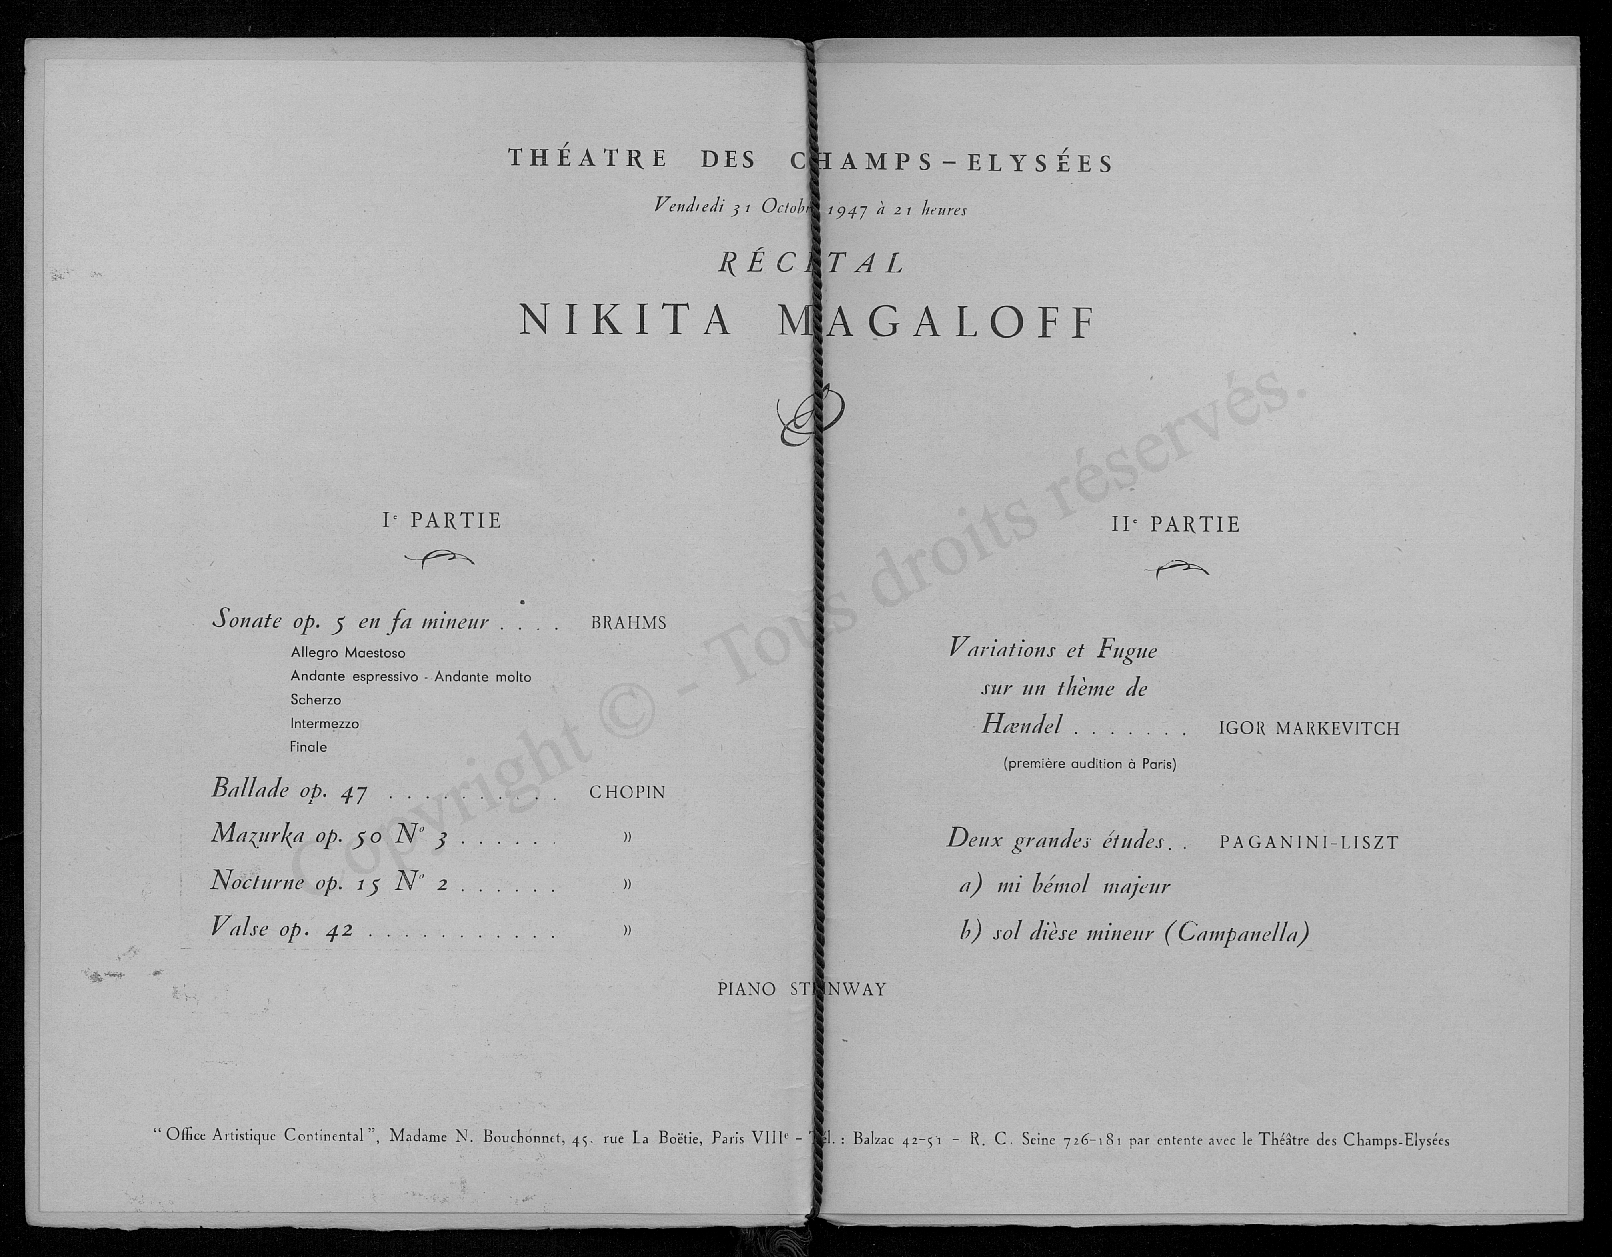 THÉATRE DES CHAMPS-ELYSÉES
Vendredi 31 Octobre 1947 à 21 heures
RÉCITAL
NIKITA MAGALOFF
Ie PARTIE
Sonate op. 5 en fa mineur . . . . BRAHMS
Allegro Maestoso
Andante espressivo - Andante molto
Scherzo
Intermezzo
Finale
Ballade op. 47 . . . . . . . . . . CHOPIN
Mazurka op. 50 N° 3 . . . . . . »
Nocturne op. 15 N° 2 . . . . . . »
Valse op. 42 . . . . . . . . . . . »
IIe PARTIE
Variations et Fugue
sur un thème de
Hændel . . . . . . . IGOR MARKEVITCH
(première audition à Paris)
Deux grandes études. . PAGANINI-LISZT
a) mi bémol majeur
b) sol dièse mineur (Campanella)
PIANO STEINWAY
"Office Artistique Continental", Madame N. Bouchonnet, 45. rue La Boëtie, Paris VIIIe - Tél. : Balzac 42-51 - R. C. Seine 726-181 par entente avec le Théâtre des Champs-Elysées
Copyright © - Tous droits réservés.